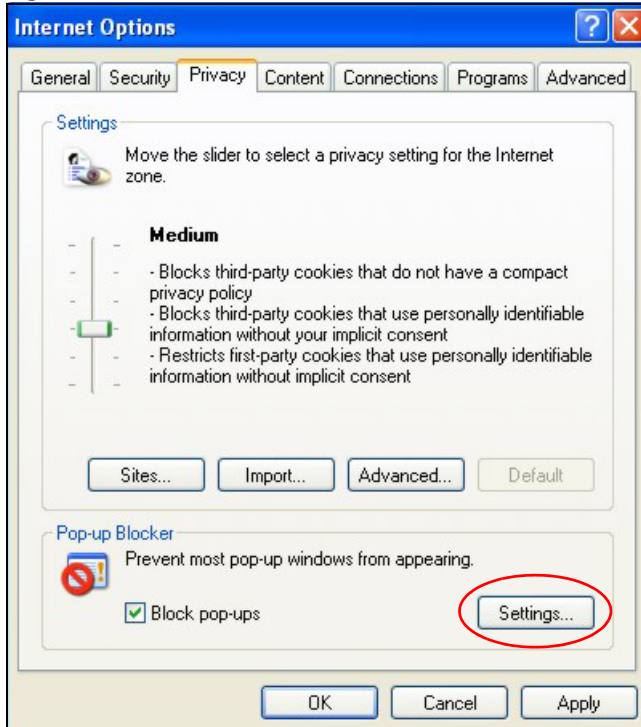 Internet Options
General Security Privacy Content Connections Programs Advanced
Settings
Move the slider to select a privacy setting for the Internet
zone.
Medium
- Blocks third-party cookies that do not have a compact
privacy policy
- Blocks third-party cookies that use personally identifiable
information without your implicit consent
- Restricts first-party cookies that use personally identifiable
information without implicit consent
Sites... Import... Advanced... Default
Pop-up Blocker
Prevent most pop-up windows from appearing.
Block pop-ups Settings...
OK Cancel Apply